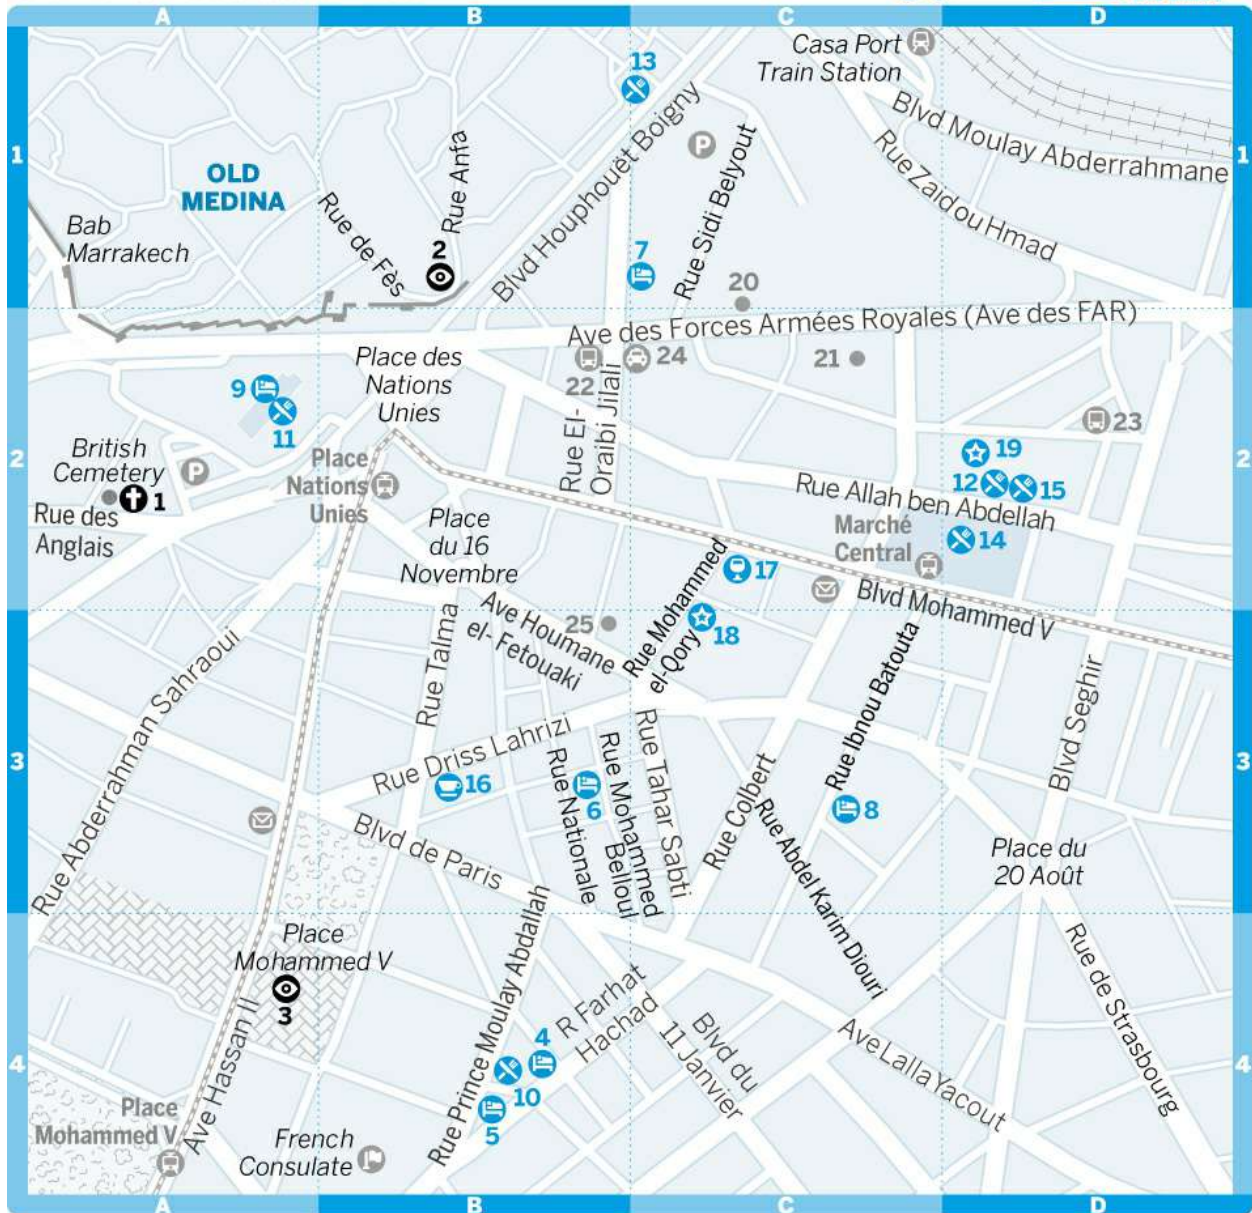 A
B
C
D
Casa Port
Train Station
13
Blvd Moulay Abderrahmane
1
1
OLD
MEDINA
Rue Anfa
Blvd Houphouët Boigny
P
Rue Sidi Belyout
Rue Zaidou Hmad
Bab
Marrakech
Rue de Fès
2
7
20
Ave des Forces Armées Royales (Ave des FAR)
Place des
Nations
Unies
22
24
21
9
11
Rue El-
Oraibi Jilali
23
2
2
British
Cemetery
P
1
Place
Nations
Unies
19
12
15
Rue Allah ben Abdellah
Rue des
Anglais
Place
du 16
Novembre
Marché
Central
14
17
Blvd Mohammed V
Ave Houmane
el- Fetouaki
25
Rue Mohammed
el-Qory
18
Rue Talma
Rue Abderrahman Sahraoui
Rue Ibnou Batouta
Blvd Seghir
3
3
Rue Driss Lahrizi
16
Rue Nationale
6
Rue Mohammed
Belloul
Rue Tahar Sabti
Rue Colbert
8
Rue Abdel Karim Diouri
Blvd de Paris
Place du
20 Août
Place
Mohammed V
3
Rue Prince Moulay Abdallah
R Farhat
Hachad
Blvd du
11 Janvier
Ave Lalla Yacout
Rue de Strasbourg
4
4
4
10
5
Ave Hassan II
Place
Mohammed V
French
Consulate
A
B
C
D